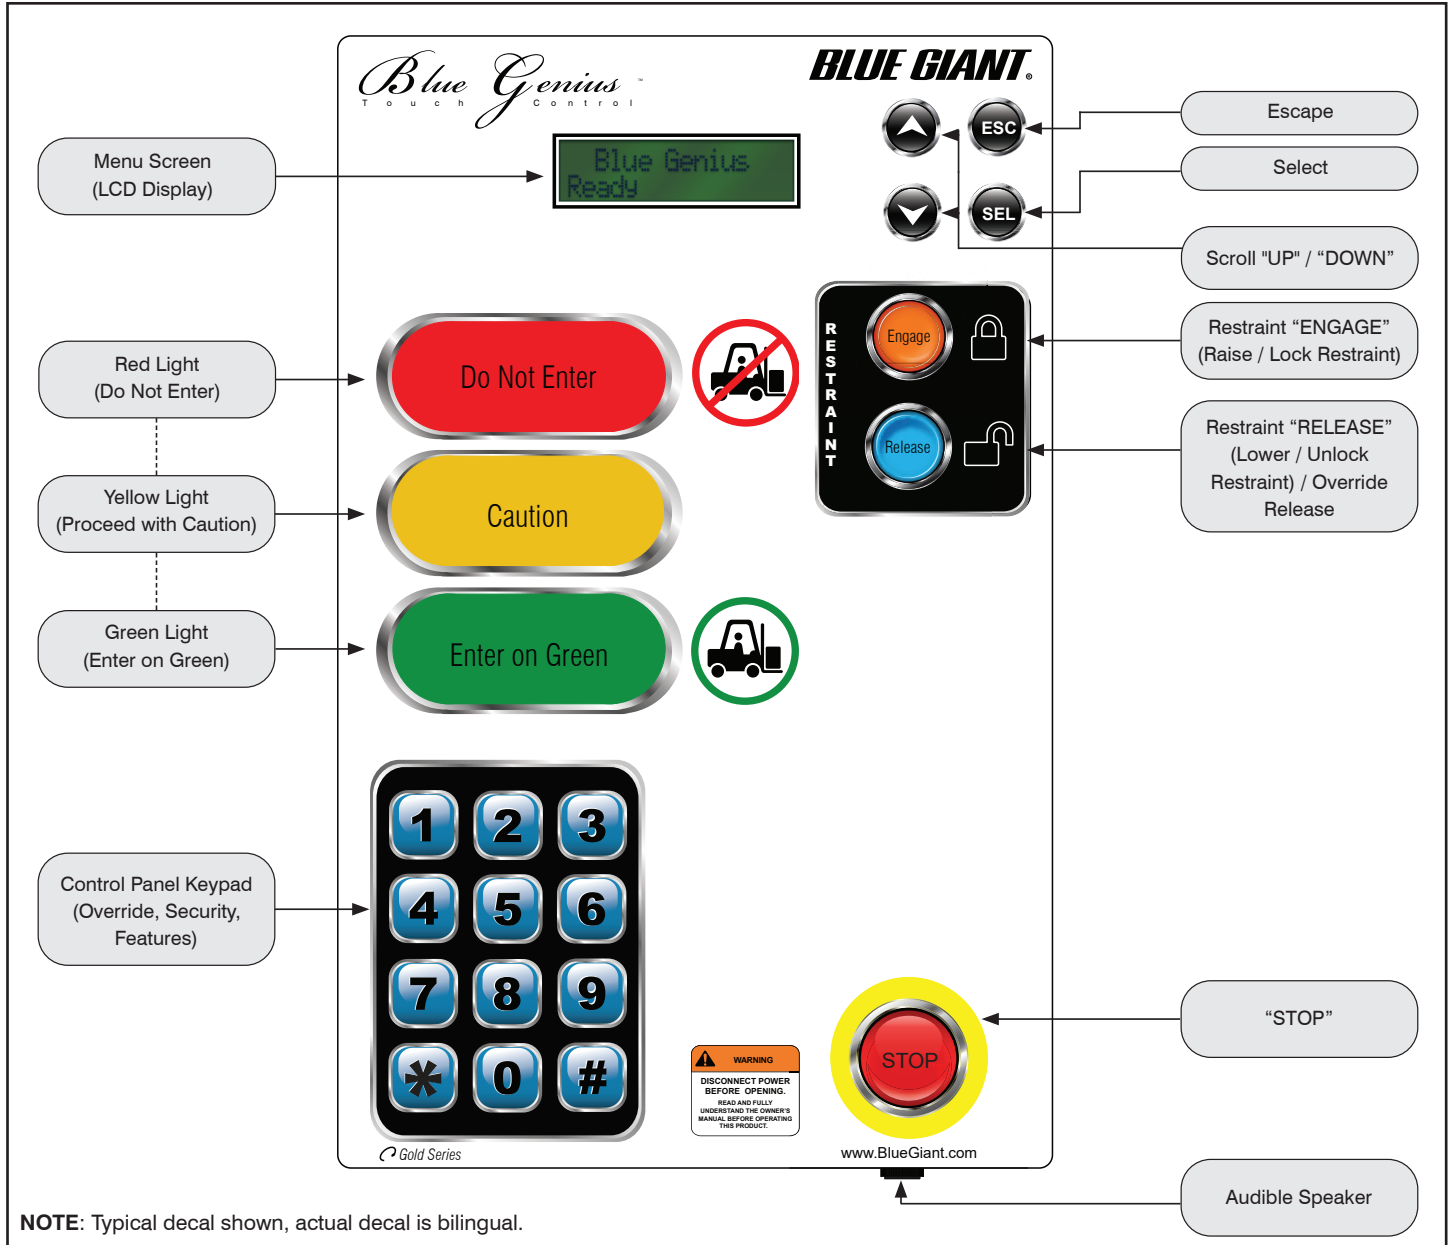 Blue Genius™
Touch Control
BLUE GIANT®
Menu Screen
(LCD Display)
Blue Genius
Ready
ESC
SEL
Escape
Select
Scroll "UP" / “DOWN”
RESTRAINT
Engage
Release
Restraint “ENGAGE”
(Raise / Lock Restraint)
Restraint “RELEASE”
(Lower / Unlock
Restraint) / Override
Release
Red Light
(Do Not Enter)
Do Not Enter
Yellow Light
(Proceed with Caution)
Caution
Green Light
(Enter on Green)
Enter on Green
Control Panel Keypad
(Override, Security,
Features)
1 2 3
4 5 6
7 8 9
* 0 #
Gold Series
WARNING
DISCONNECT POWER
BEFORE OPENING.
READ AND FULLY
UNDERSTAND THE OWNER'S
MANUAL BEFORE OPERATING
THIS PRODUCT.
STOP
“STOP”
www.BlueGiant.com
Audible Speaker
NOTE: Typical decal shown, actual decal is bilingual.